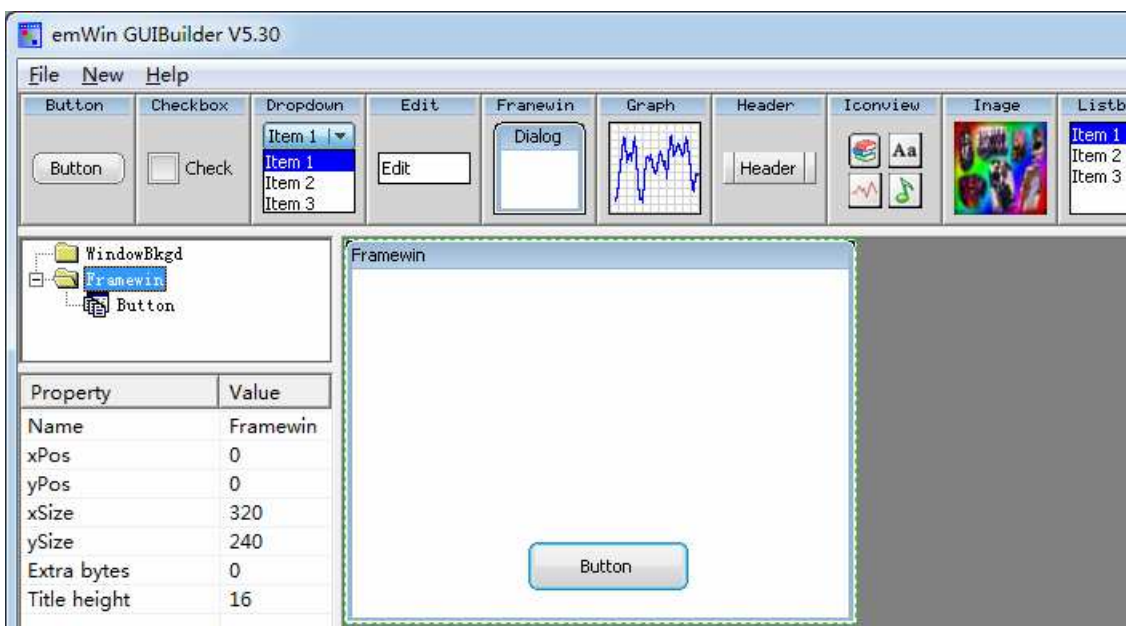 emWin GUIBuilder V5.30
File New Help
Button Checkbox Dropdown Edit Framewin Graph Header Iconview Image Listb
Button
Check
Item 1
Item 1
Item 2
Item 3
Edit
Dialog
Header
Aa
Item 1
Item 2
Item 3
WindowBkgd
Framewin
Button
Property Value
Name Framewin
xPos 0
yPos 0
xSize 320
ySize 240
Extra bytes 0
Title height 16
Framewin
Button